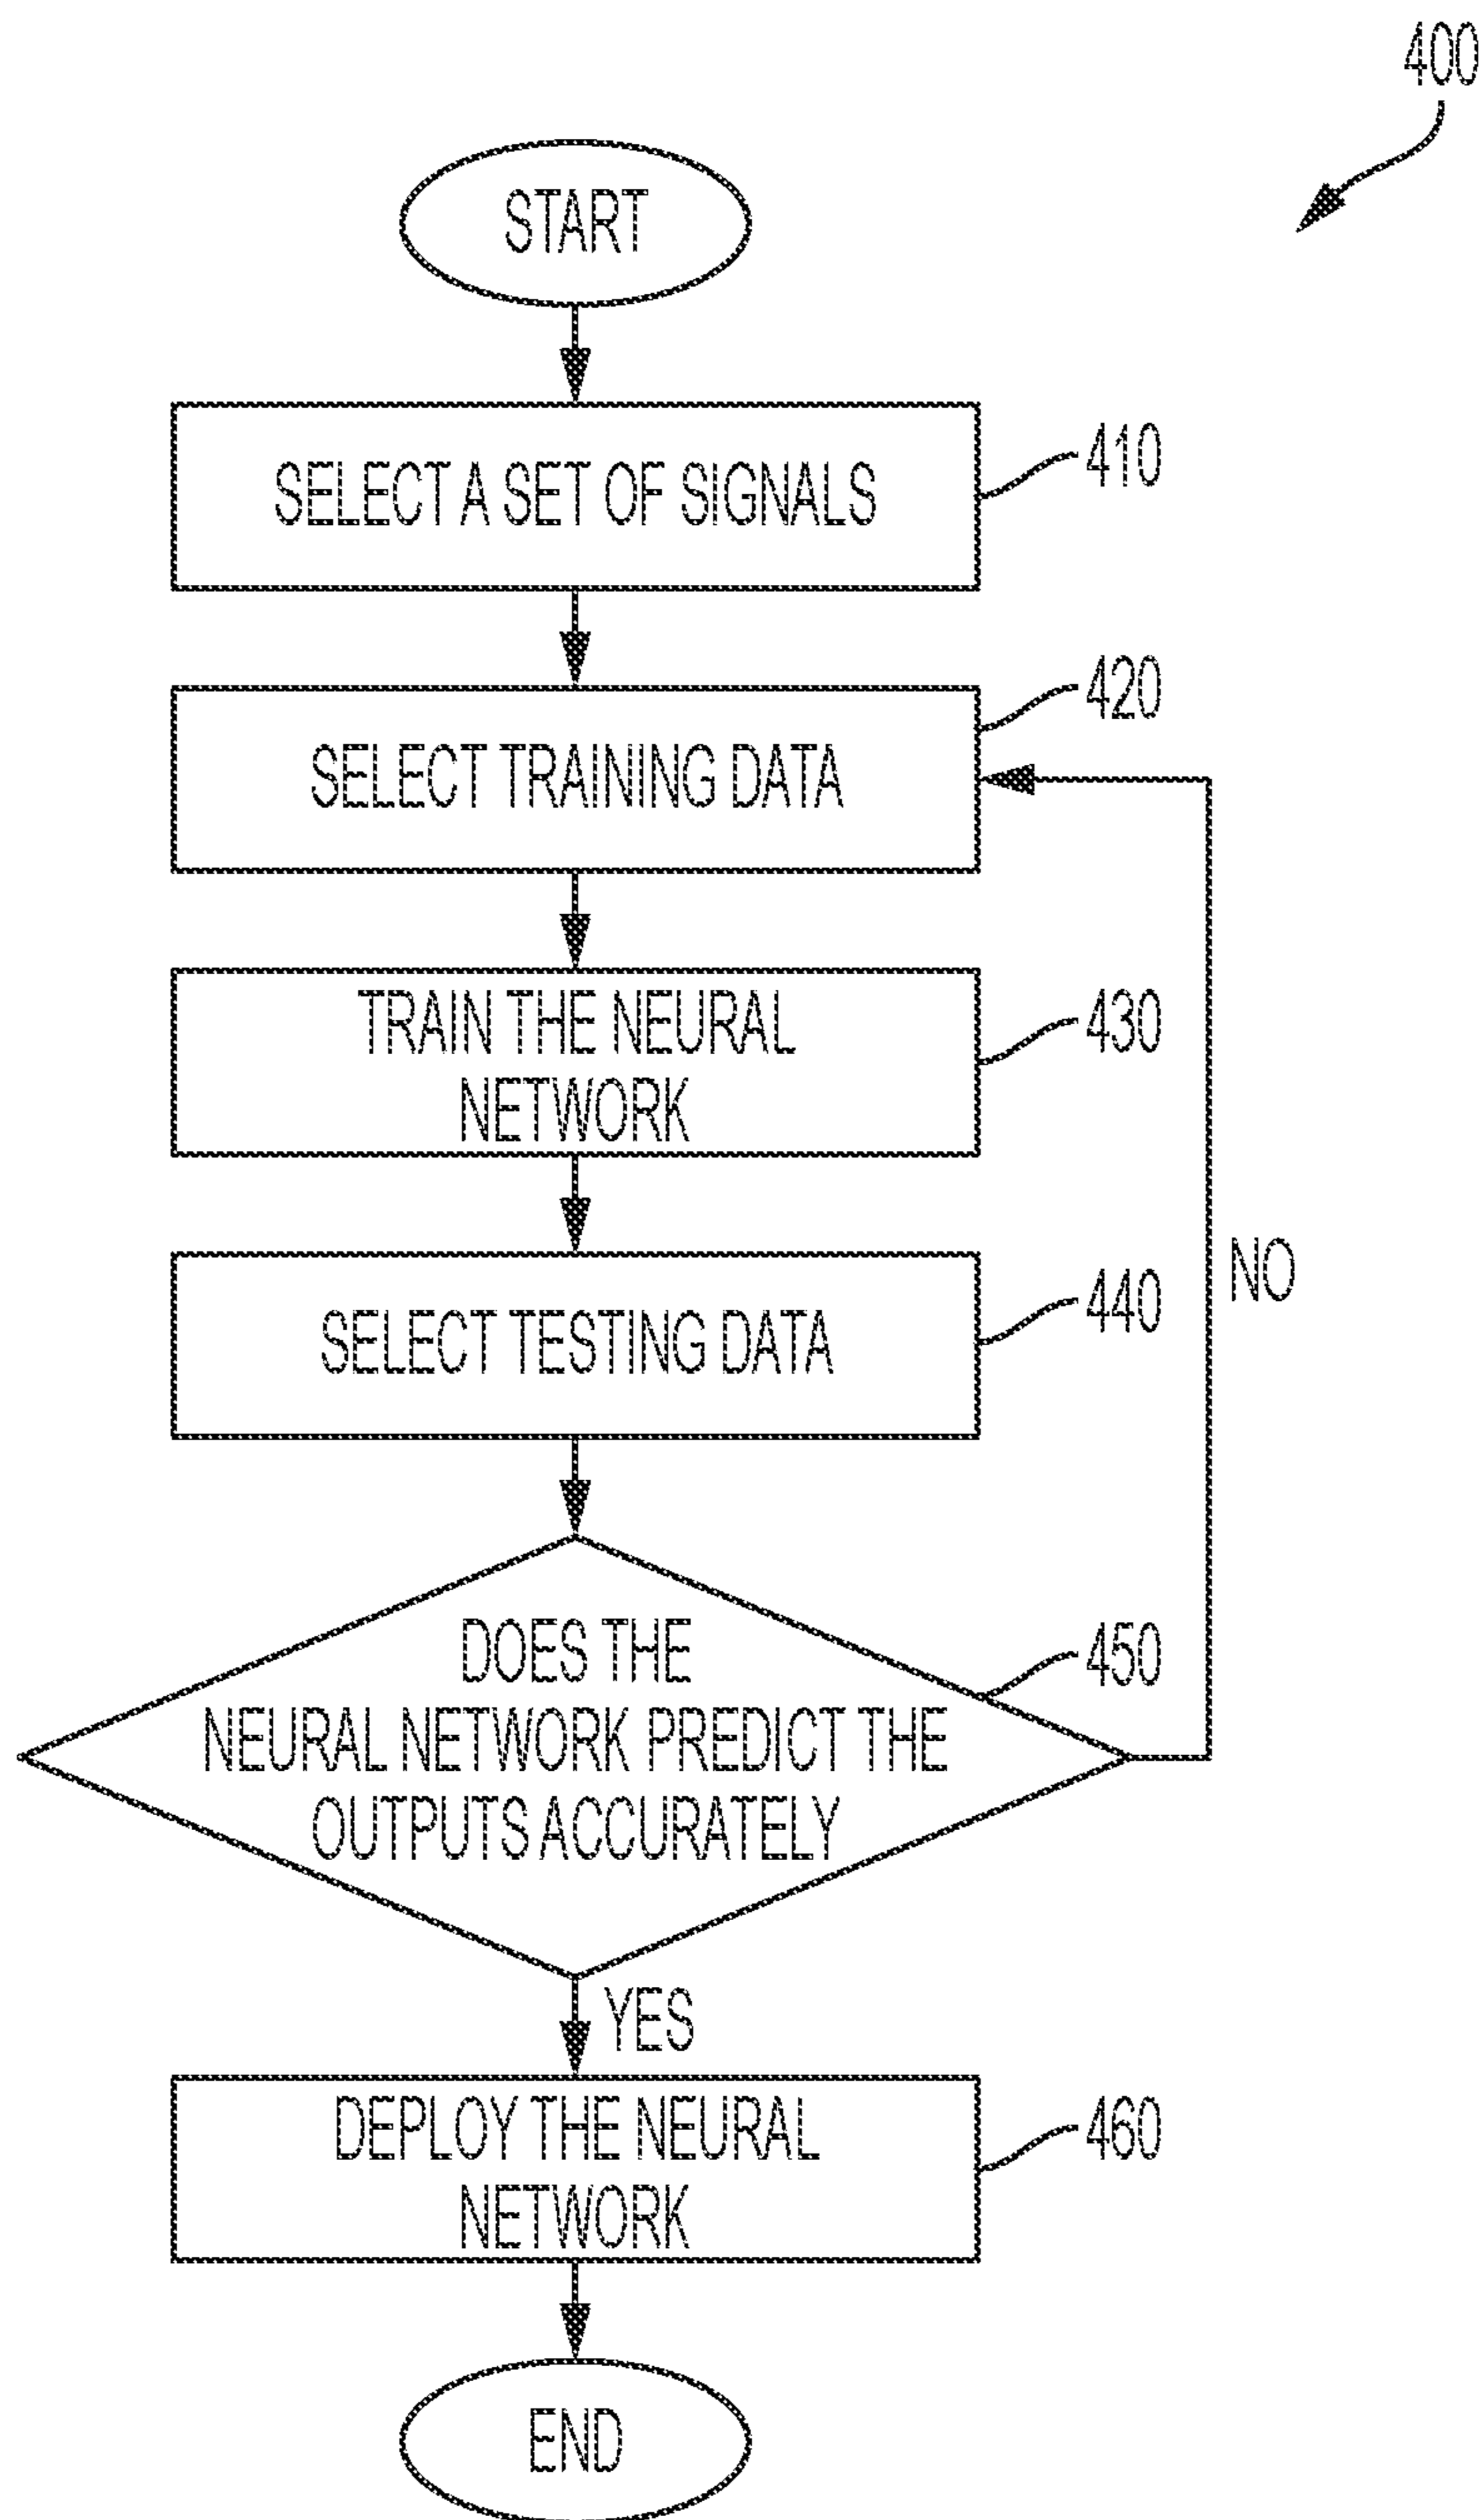 400
START
SELECT A SET OF SIGNALS
410
420
SELECT TRAINING DATA
TRAIN THE NEURAL
NETWORK
430
SELECT TESTING DATA
440
NO
DOES THE
NEURAL NETWORK PREDICT THE
OUTPUTS ACCURATELY
450
YES
DEPLOY THE NEURAL
NETWORK
460
END